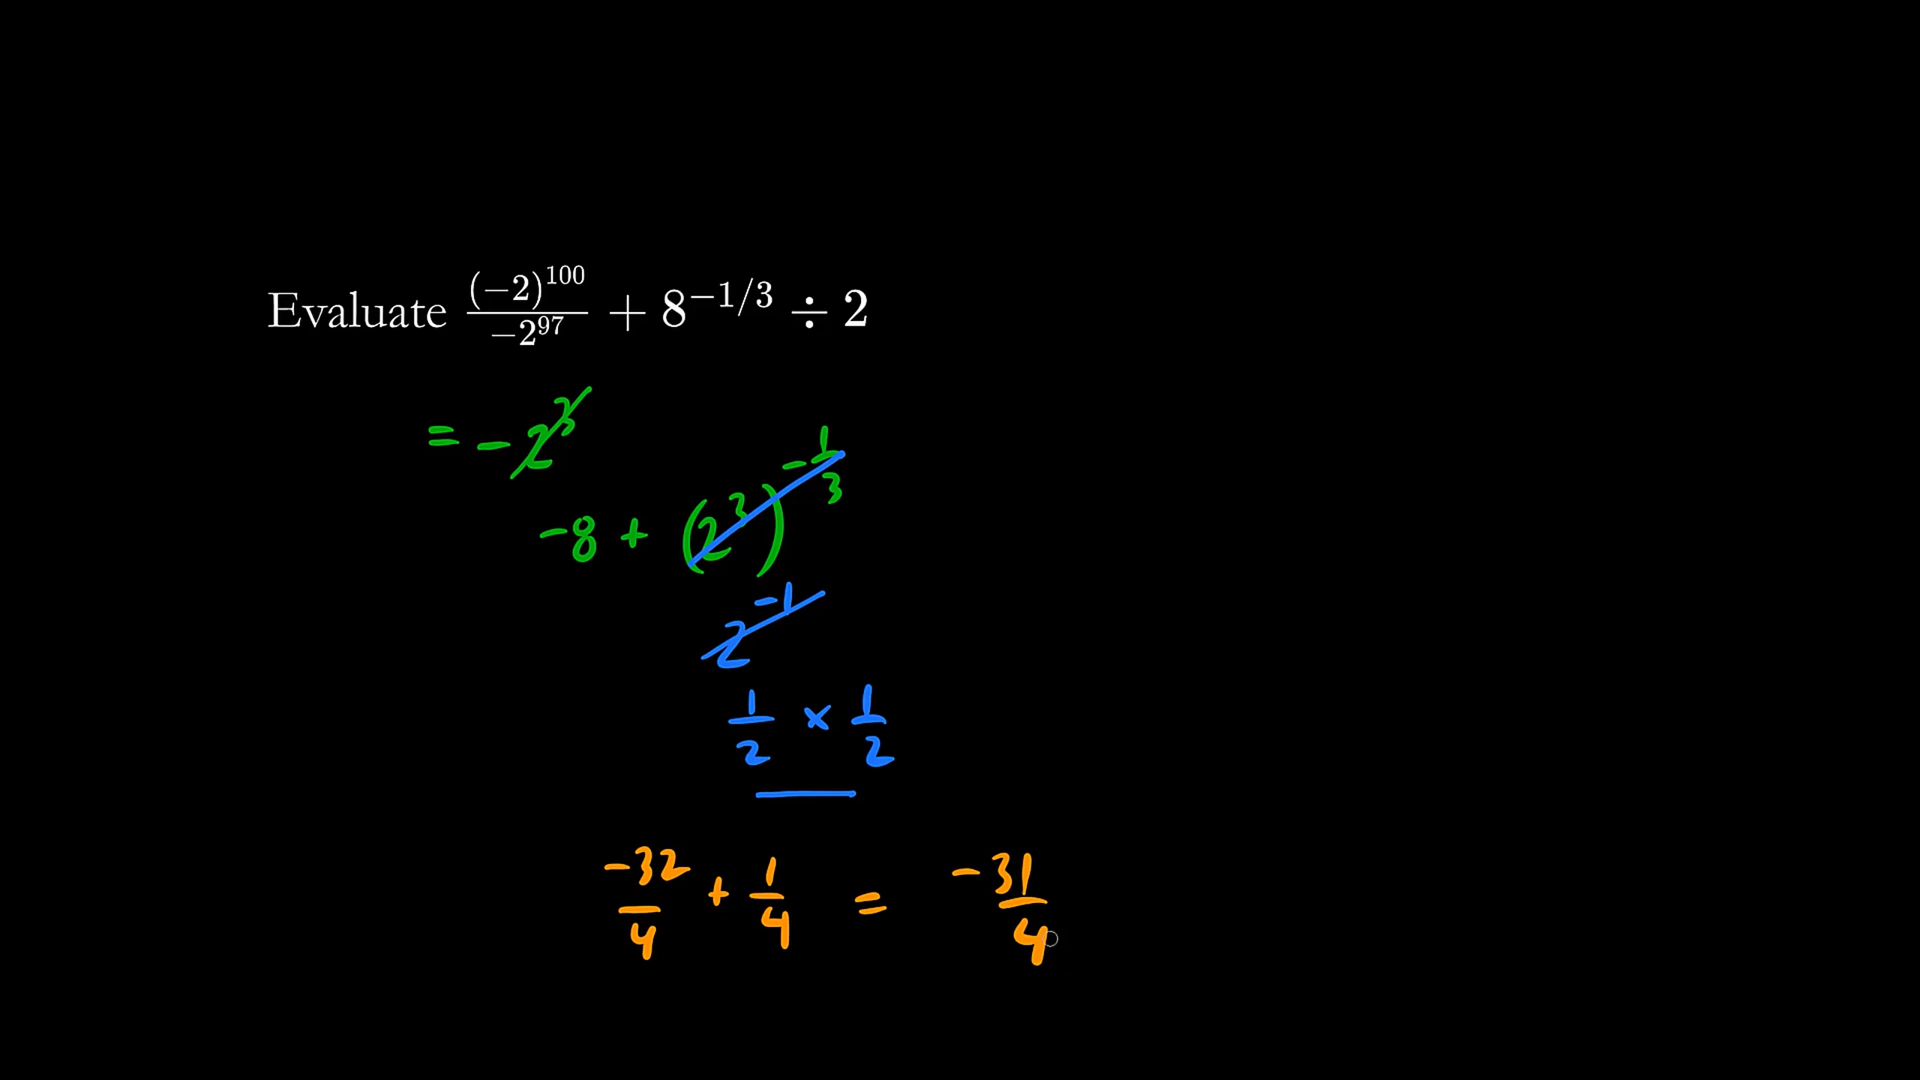 Evaluate (−2)^100/−2^97 + 8^−1/3 ÷ 2
= −2^3
−8 + (2^3)^−1/3
2^−1
1/2 × 1/2
−32/4 + 1/4 = −31/4